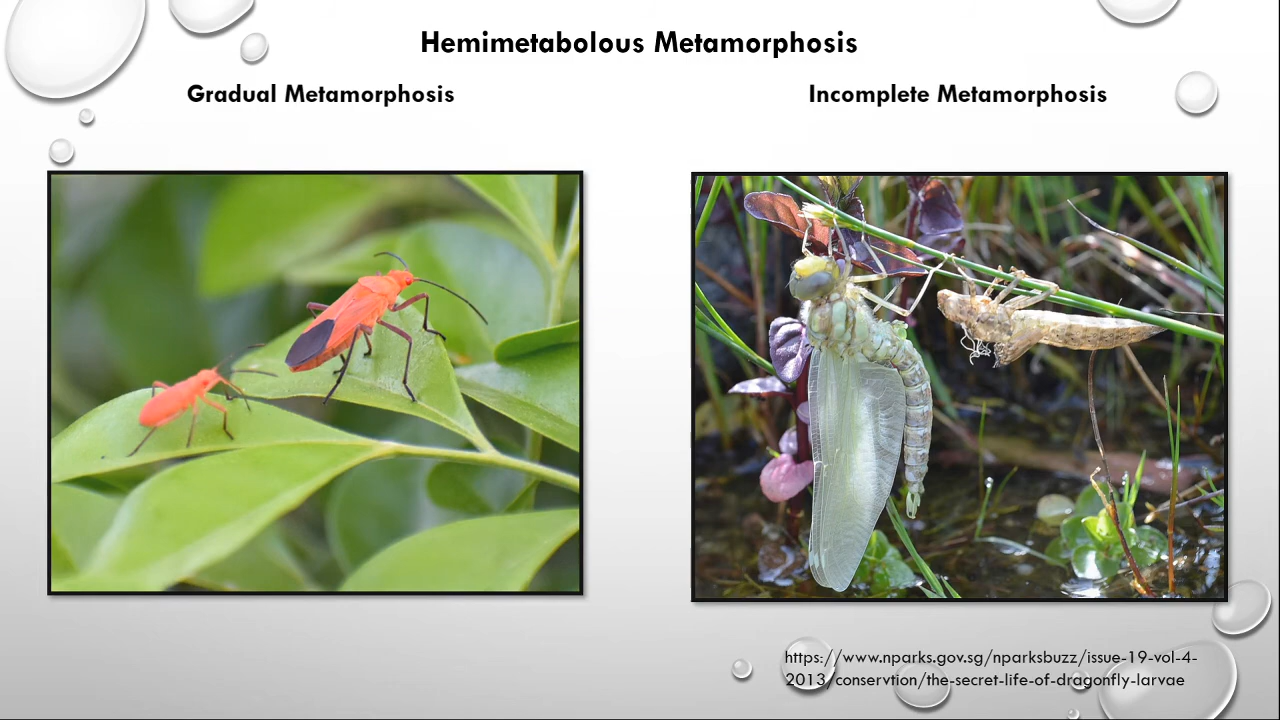 Hemimetabolous Metamorphosis
Gradual Metamorphosis
Incomplete Metamorphosis
https://www.nparks.gov.sg/nparksbuzz/issue-19-vol-4-
2013/conservtion/the-secret-life-of-dragonfly-larvae